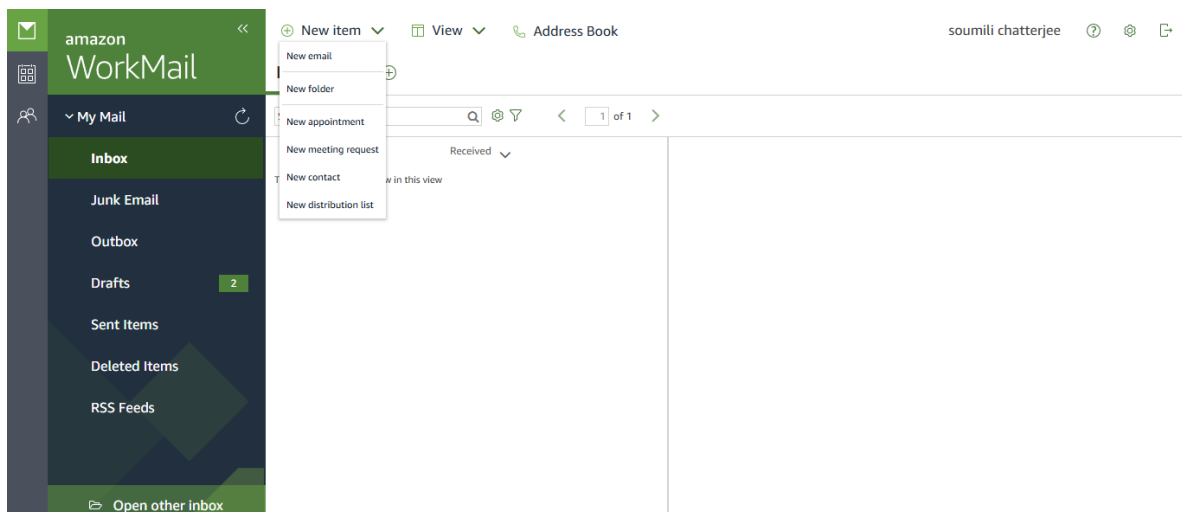 amazon
WorkMail
New item
View
Address Book
soumili chatterjee
New email
New folder
New appointment
New meeting request
New contact
New distribution list
1 of 1
Received
w in this view
My Mail
Inbox
Junk Email
Outbox
Drafts 2
Sent Items
Deleted Items
RSS Feeds
Open other inbox